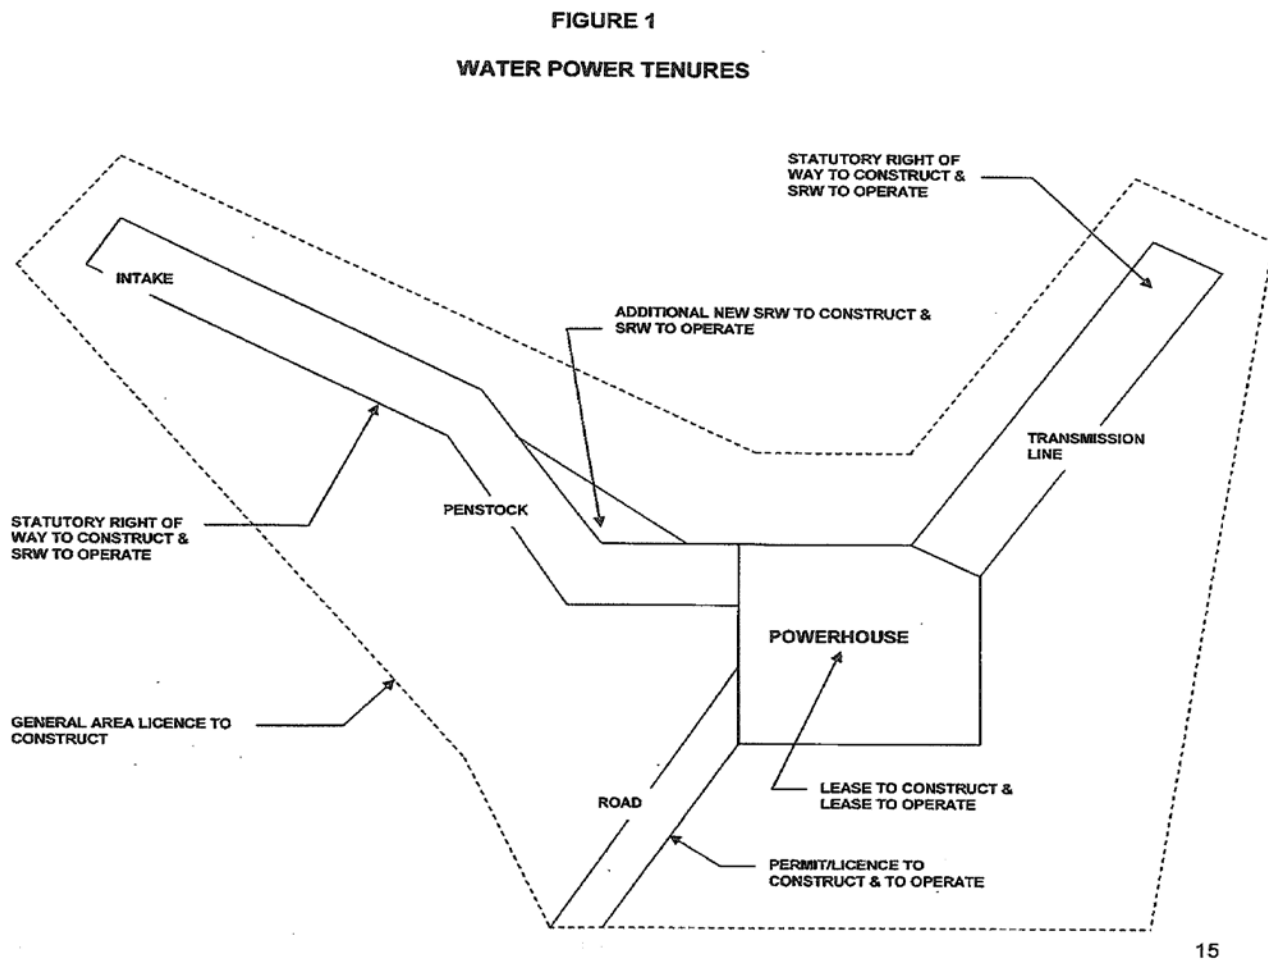 FIGURE 1
WATER POWER TENURES
STATUTORY RIGHT OF
WAY TO CONSTRUCT &
SRW TO OPERATE
INTAKE
ADDITIONAL NEW SRW TO CONSTRUCT &
SRW TO OPERATE
TRANSMISSION
LINE
PENSTOCK
STATUTORY RIGHT OF
WAY TO CONSTRUCT &
SRW TO OPERATE
POWERHOUSE
GENERAL AREA LICENCE TO
CONSTRUCT
ROAD
LEASE TO CONSTRUCT &
LEASE TO OPERATE
PERMIT/LICENCE TO
CONSTRUCT & TO OPERATE
15